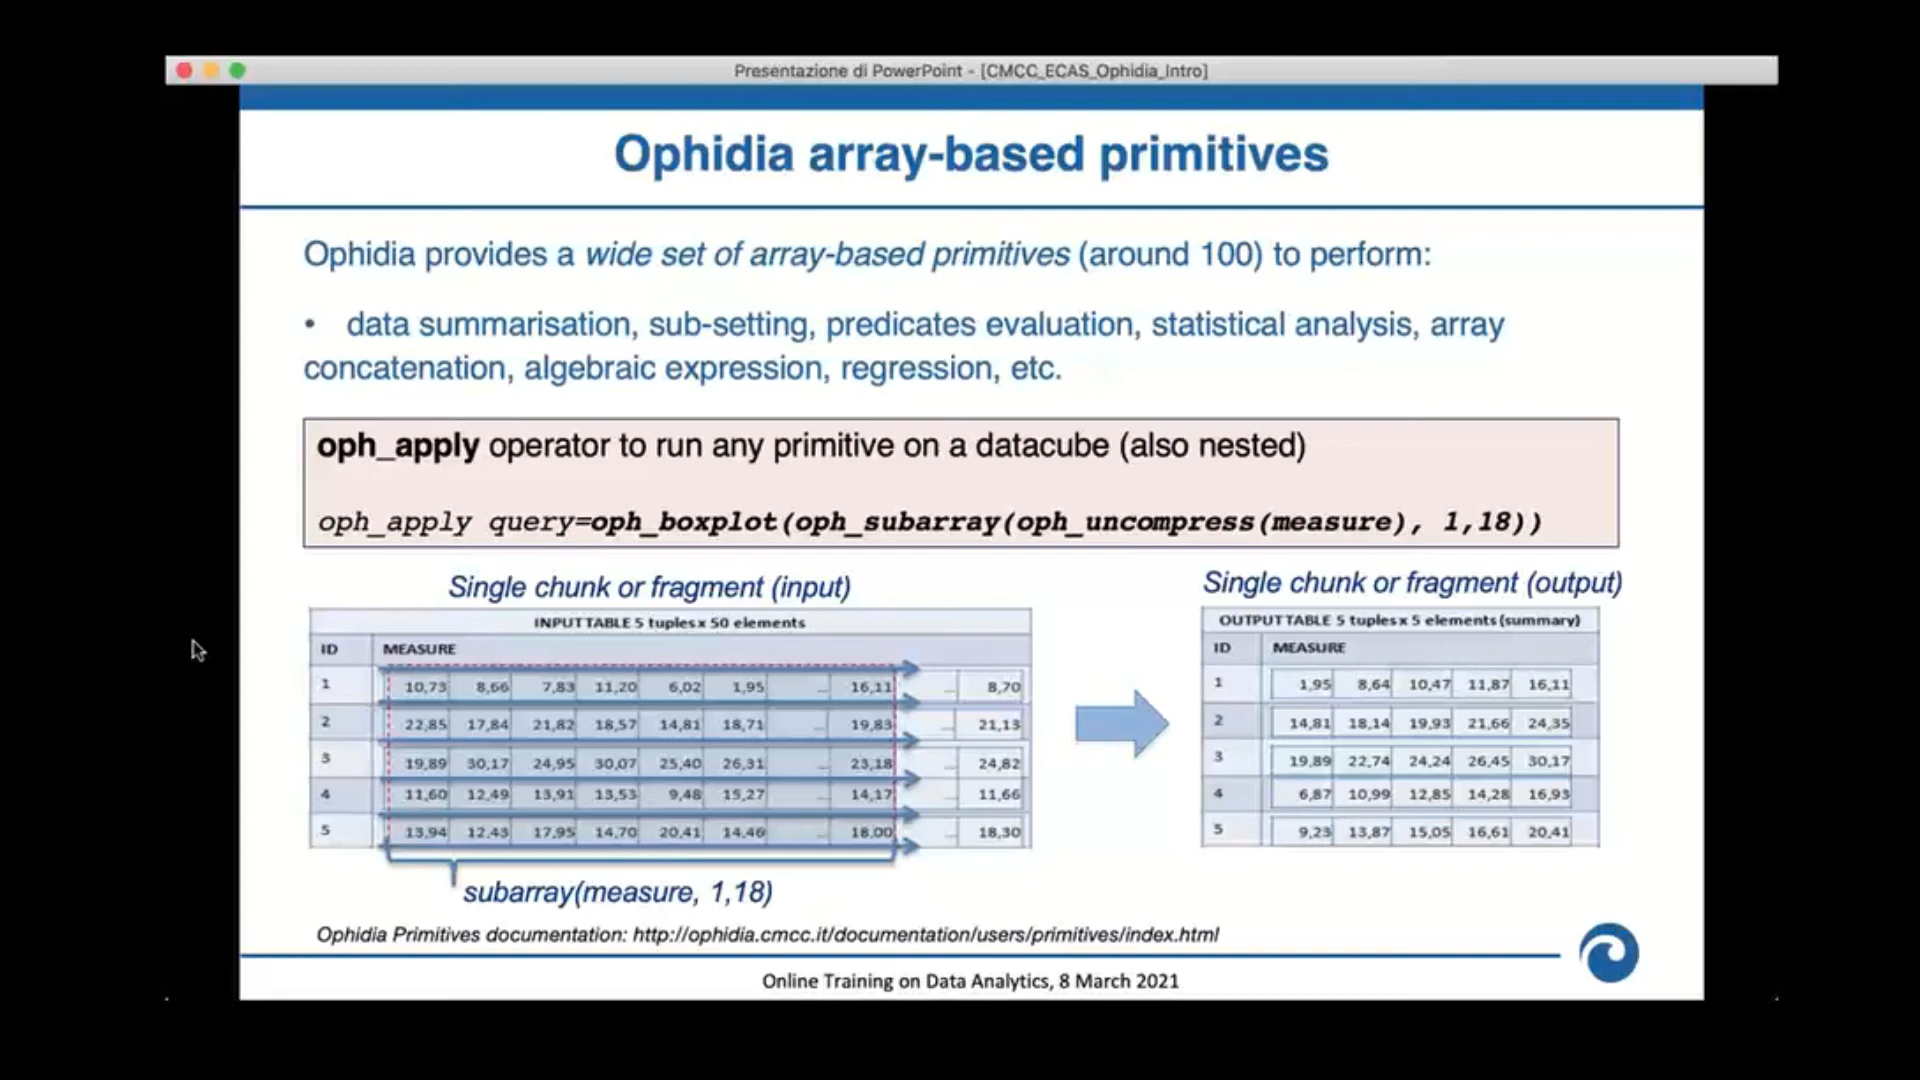 Presentazione di PowerPoint - [CMCC_ECAS_Ophidia_Intro]
Ophidia array-based primitives
Ophidia provides a wide set of array-based primitives (around 100) to perform:
• data summarisation, sub-setting, predicates evaluation, statistical analysis, array
concatenation, algebraic expression, regression, etc.
oph_apply operator to run any primitive on a datacube (also nested)
oph_apply query=oph_boxplot(oph_subarray(oph_uncompress(measure), 1,18))
Single chunk or fragment (input)
INPUT TABLE 5 tuples x 50 elements
ID MEASURE
1 10,73 8,66 7,83 11,20 6,02 1,95 ... 16,11 ... 8,70
2 22,85 17,84 21,82 18,57 14,81 18,71 ... 19,83 ... 21,13
3 19,89 30,17 24,95 30,07 25,40 26,31 ... 23,18 ... 24,82
4 11,60 12,49 13,91 13,53 9,48 15,27 ... 14,17 ... 11,66
5 13,94 12,43 17,95 14,70 20,41 14,46 ... 18,00 ... 18,30
subarray(measure, 1,18)
Single chunk or fragment (output)
OUTPUT TABLE 5 tuples x 5 elements (summary)
ID MEASURE
1 1,95 8,64 10,47 11,87 16,11
2 14,81 18,14 19,93 21,66 24,35
3 19,89 22,74 24,24 26,45 30,17
4 6,87 10,99 12,85 14,28 16,93
5 9,23 13,87 15,05 16,61 20,41
Ophidia Primitives documentation: http://ophidia.cmcc.it/documentation/users/primitives/index.html
Online Training on Data Analytics, 8 March 2021